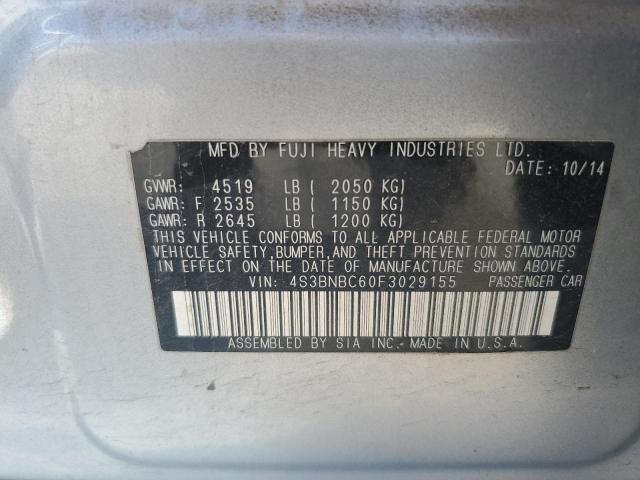 MFD BY FUJI HEAVY INDUSTRIES LTD.
DATE: 10/14
GVWR: 4519 LB ( 2050 KG)
GAWR: F 2535 LB ( 1150 KG)
GAWR: R 2645 LB ( 1200 KG)
THIS VEHICLE CONFORMS TO ALL APPLICABLE FEDERAL MOTOR
VEHICLE SAFETY, BUMPER, AND THEFT PREVENTION STANDARDS
IN EFFECT ON THE DATE OF MANUFACTURE SHOWN ABOVE.
VIN: 4S3BNBC60F3029155 PASSENGER CAR
ASSEMBLED BY SIA INC.-MADE IN U.S.A.